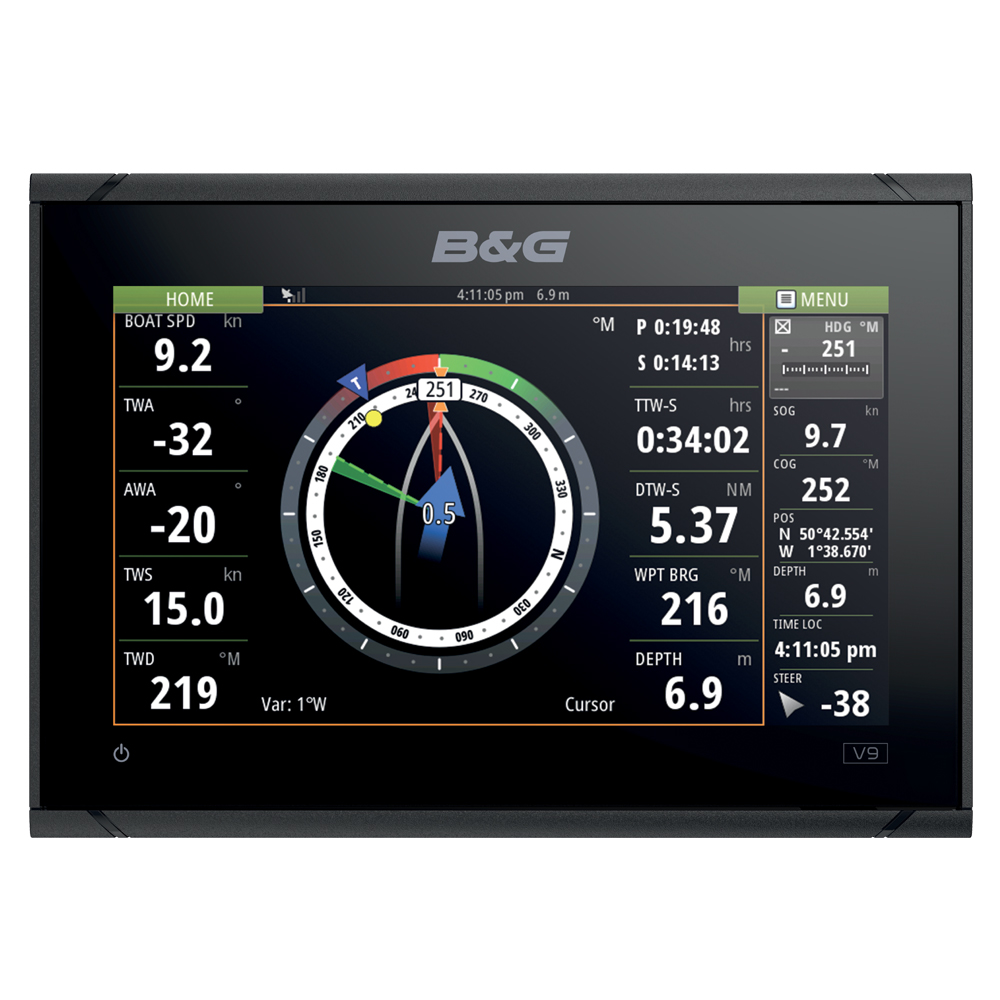 B&G
HOME
4:11:05 pm 6.9 m
MENU
BOAT SPD kn
9.2
TWA °
-32
AWA °
-20
TWS kn
15.0
TWD °M
219
°M
T
24
251
270
300
330
N
030
060
090
120
150
180
210
0.5
Var: 1°W
Cursor
P 0:19:48
hrs
S 0:14:13
TTW-S hrs
0:34:02
DTW-S NM
5.37
WPT BRG °M
216
DEPTH m
6.9
HDG °M
- 251
---
SOG kn
9.7
COG °M
252
POS
N 50°42.554'
W 1°38.670'
DEPTH m
6.9
TIME LOC
4:11:05 pm
STEER
-38
V9